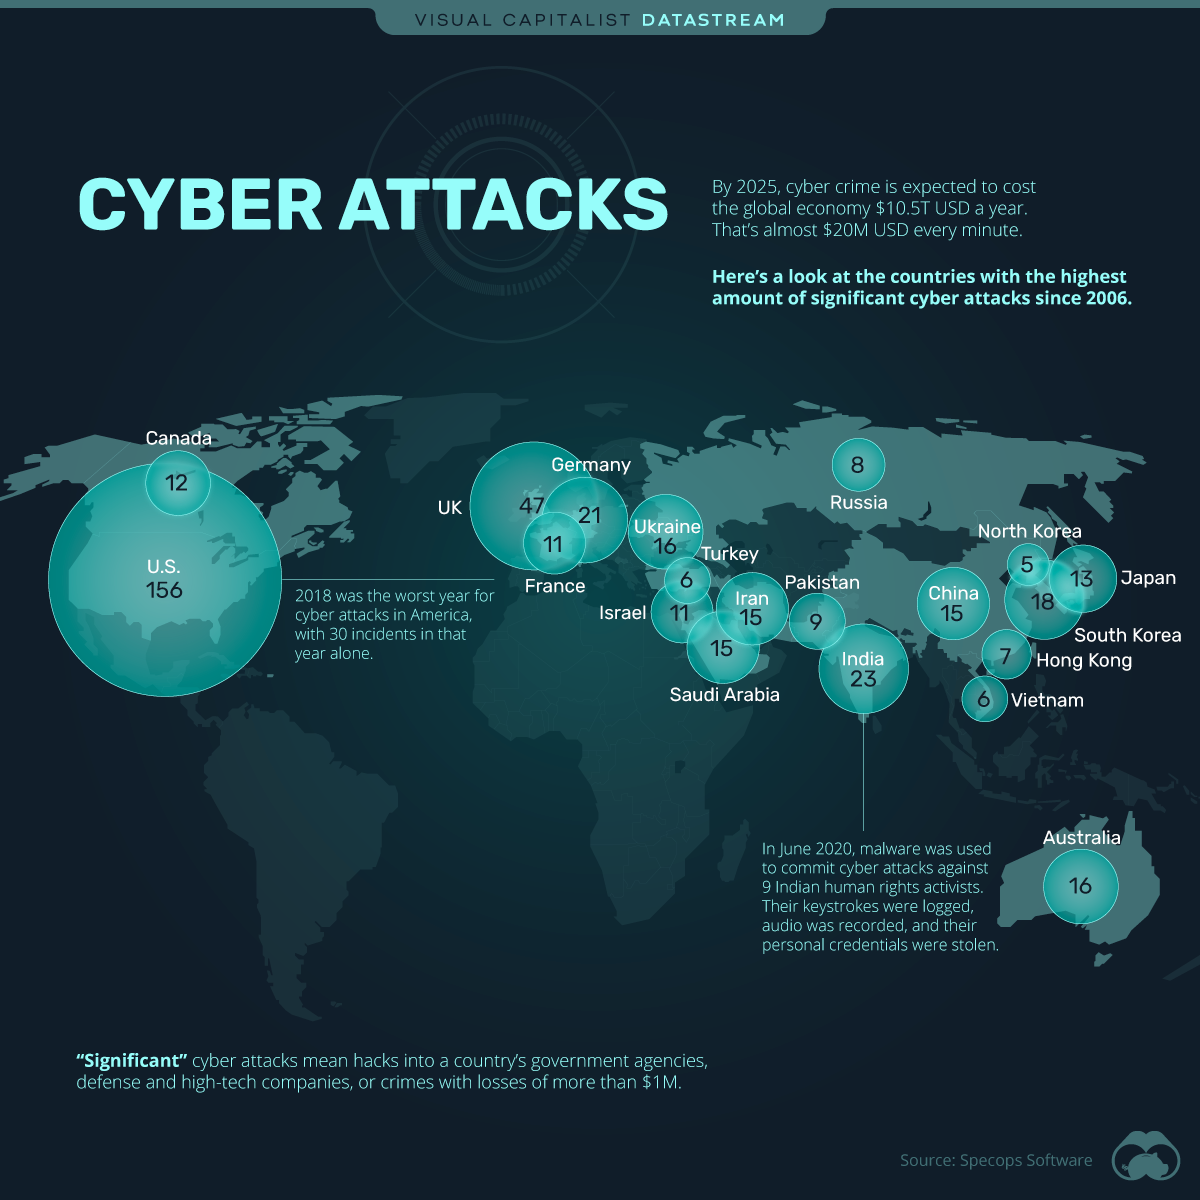 VISUAL CAPITALIST DATASTREAM
CYBER ATTACKS
By 2025, cyber crime is expected to cost
the global economy $10.5T USD a year.
That's almost $20M USD every minute.
Here's a look at the countries with the highest
amount of significant cyber attacks since 2006.
Canada
12
U.S.
156
2018 was the worst year for
cyber attacks in America,
with 30 incidents in that
year alone.
UK
47
Germany
21
11
France
Ukraine
16
Turkey
6
Israel
11
Iran
15
15
Saudi Arabia
Pakistan
9
India
23
8
Russia
China
15
North Korea
5
13
Japan
18
South Korea
7
Hong Kong
6
Vietnam
In June 2020, malware was used
to commit cyber attacks against
9 Indian human rights activists.
Their keystrokes were logged,
audio was recorded, and their
personal credentials were stolen.
Australia
16
“Significant” cyber attacks mean hacks into a country's government agencies,
defense and high-tech companies, or crimes with losses of more than $1M.
Source: Specops Software